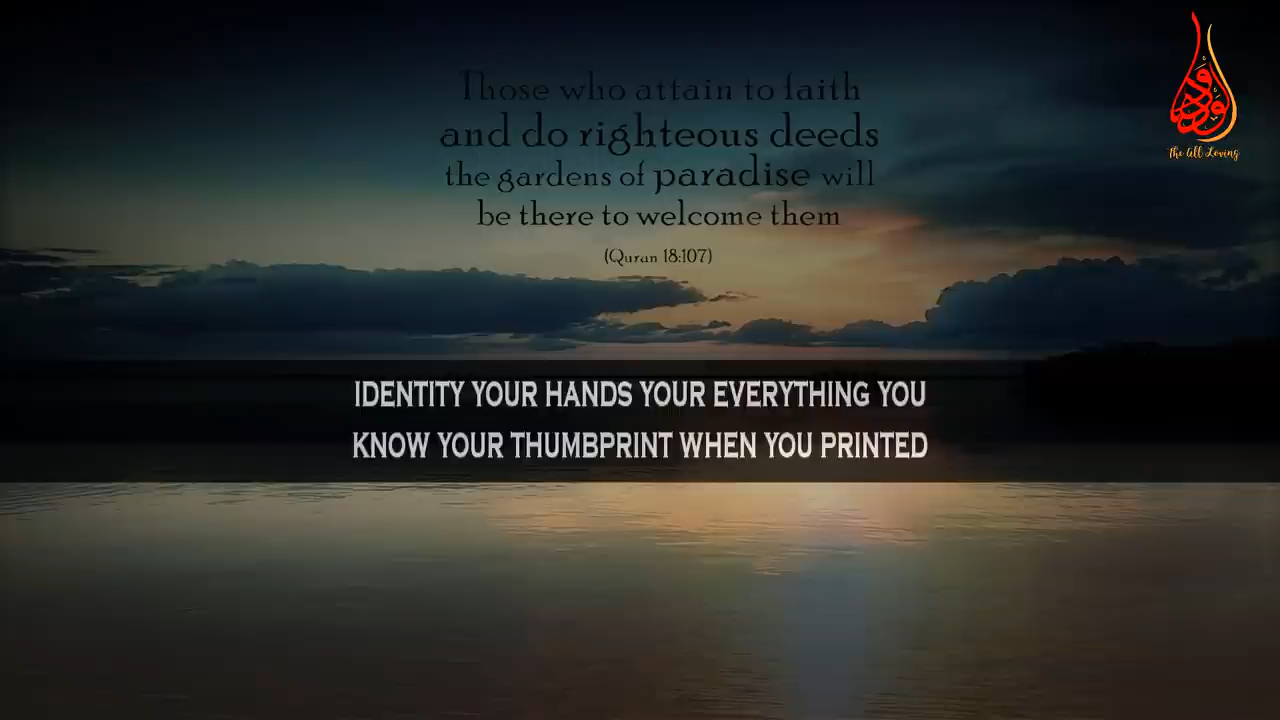 Those who attain to faith
and do righteous deeds
the gardens of paradise will
be there to welcome them
(Quran 18:107)
الودود
The All Loving
IDENTITY YOUR HANDS YOUR EVERYTHING YOU
KNOW YOUR THUMBPRINT WHEN YOU PRINTED